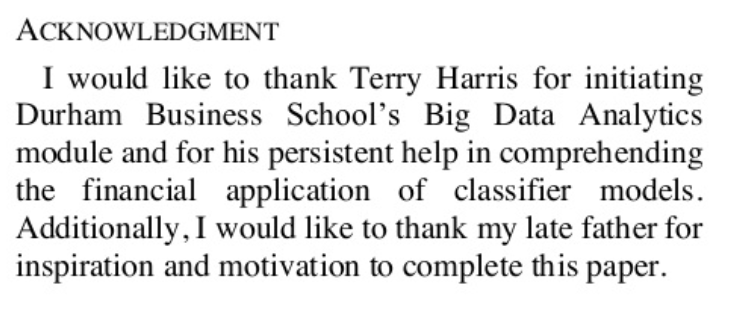 ACKNOWLEDGMENT
I would like to thank Terry Harris for initiating
Durham Business School's Big Data Analytics
module and for his persistent help in comprehending
the financial application of classifier models.
Additionally, I would like to thank my late father for
inspiration and motivation to complete this paper.